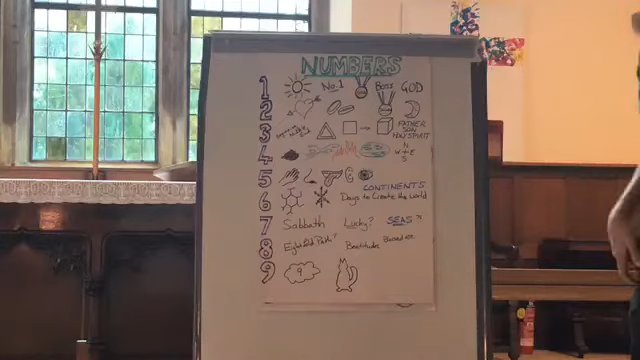 NUMBERS
1 No.1 BOSS GOD
2
3 FATHER
SON
HOLY SPIRIT
4 N
W E
S
5
CONTINENTS
6 Days to Create the world
7 Sabbath Lucky? SEAS?
8 Eightfold Path? Beatitudes
9 9